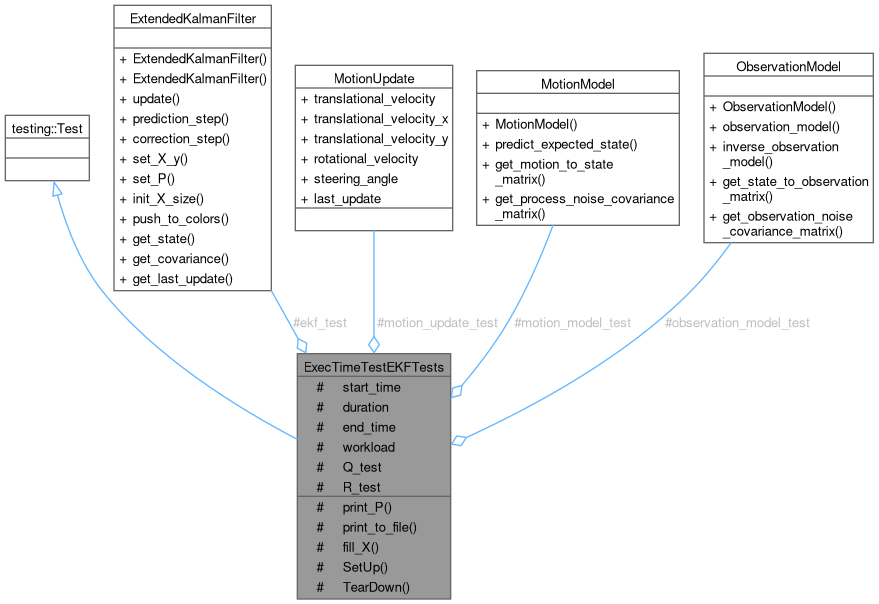 testing::Test
ExtendedKalmanFilter
+ ExtendedKalmanFilter()
+ ExtendedKalmanFilter()
+ update()
+ prediction_step()
+ correction_step()
+ set_X_y()
+ set_P()
+ init_X_size()
+ push_to_colors()
+ get_state()
+ get_covariance()
+ get_last_update()
MotionUpdate
+ translational_velocity
+ translational_velocity_x
+ translational_velocity_y
+ rotational_velocity
+ steering_angle
+ last_update
MotionModel
+ MotionModel()
+ predict_expected_state()
+ get_motion_to_state
_matrix()
+ get_process_noise_covariance
_matrix()
ObservationModel
+ ObservationModel()
+ observation_model()
+ inverse_observation
_model()
+ get_state_to_observation
_matrix()
+ get_observation_noise
_covariance_matrix()
#ekf_test
#motion_update_test
#motion_model_test
#observation_model_test
ExecTimeTestEKFTests
# start_time
# duration
# end_time
# workload
# Q_test
# R_test
# print_P()
# print_to_file()
# fill_X()
# SetUp()
# TearDown()